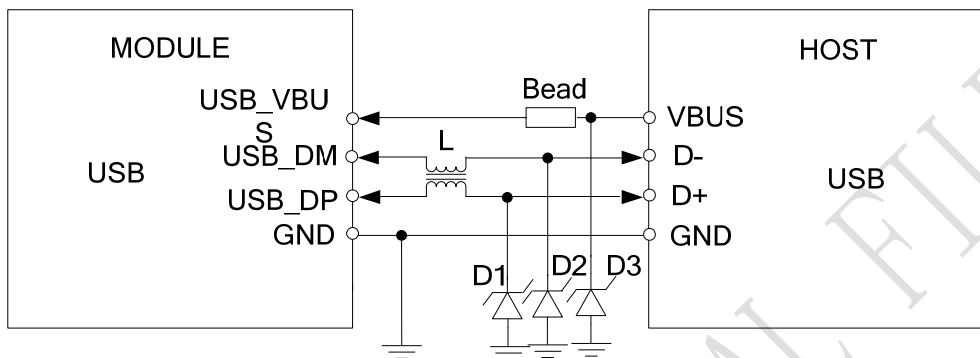 MODULE
HOST
Bead
USB_VBU
S
VBUS
L
USB_DM
D-
USB
USB
USB_DP
D+
GND
GND
D1
D2
D3